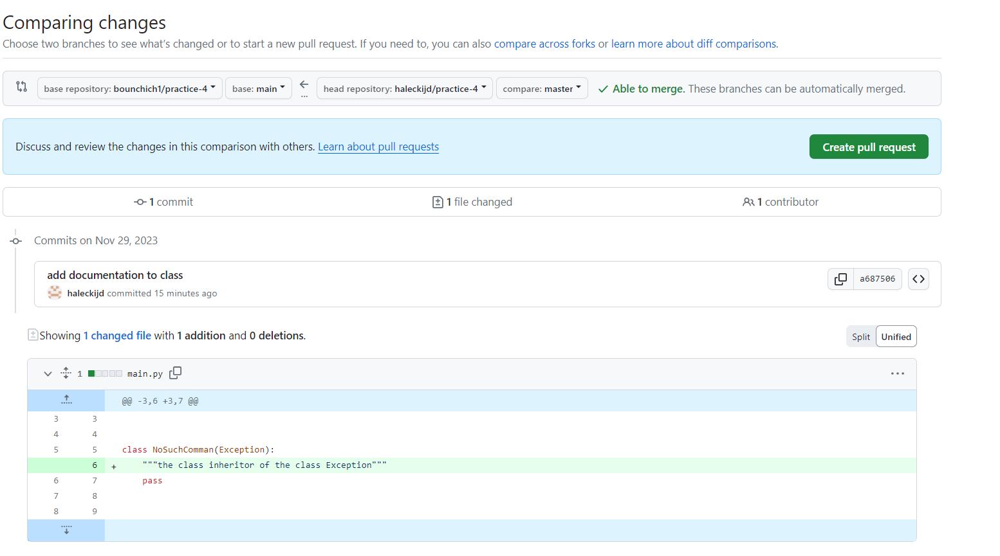 Comparing changes
Choose two branches to see what's changed or to start a new pull request. If you need to, you can also compare across forks or learn more about diff comparisons.
base repository: bounchich1/practice-4 base: main ... head repository: haleckijd/practice-4 compare: master Able to merge. These branches can be automatically merged.
Discuss and review the changes in this comparison with others. Learn about pull requests Create pull request
1 commit 1 file changed 1 contributor
Commits on Nov 29, 2023
add documentation to class
haleckijd committed 15 minutes ago
a687506
Showing 1 changed file with 1 addition and 0 deletions.
Split Unified
1 main.py
@@ -3,6 +3,7 @@
3 3
4 4
5 5 class NoSuchComman(Exception):
6 + """the class inheritor of the class Exception"""
6 7 pass
7 8
8 9